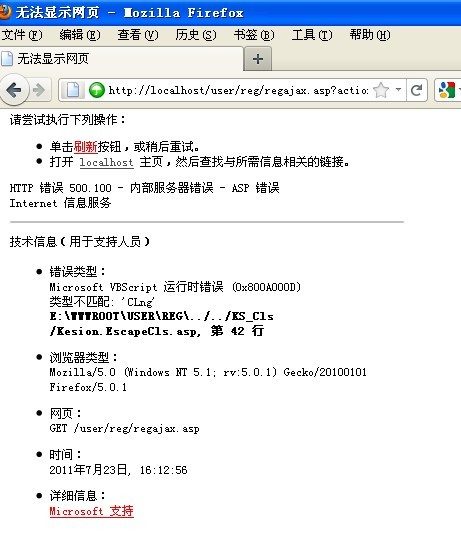 无法显示网页 - Mozilla Firefox
文件(F) 编辑(E) 查看(V) 历史(S) 书签(B) 工具(T) 帮助(H)
无法显示网页
http://localhost/user/reg/regajax.asp?action
请尝试执行下列操作：
单击刷新按钮，或稍后重试。
打开 localhost 主页，然后查找与所需信息相关的链接。
HTTP 错误 500.100 - 内部服务器错误 - ASP 错误
Internet 信息服务
技术信息（用于支持人员）
错误类型：
Microsoft VBScript 运行时错误 (0x800A000D)
类型不匹配: 'CLng'
E:\WWWROOT\USER\REG\../../KS_Cls
/Kesion.EscapeCls.asp, 第 42 行
浏览器类型：
Mozilla/5.0 (Windows NT 5.1; rv:5.0.1) Gecko/20100101
Firefox/5.0.1
网页：
GET /user/reg/regajax.asp
时间：
2011年7月23日, 16:12:56
详细信息：
Microsoft 支持